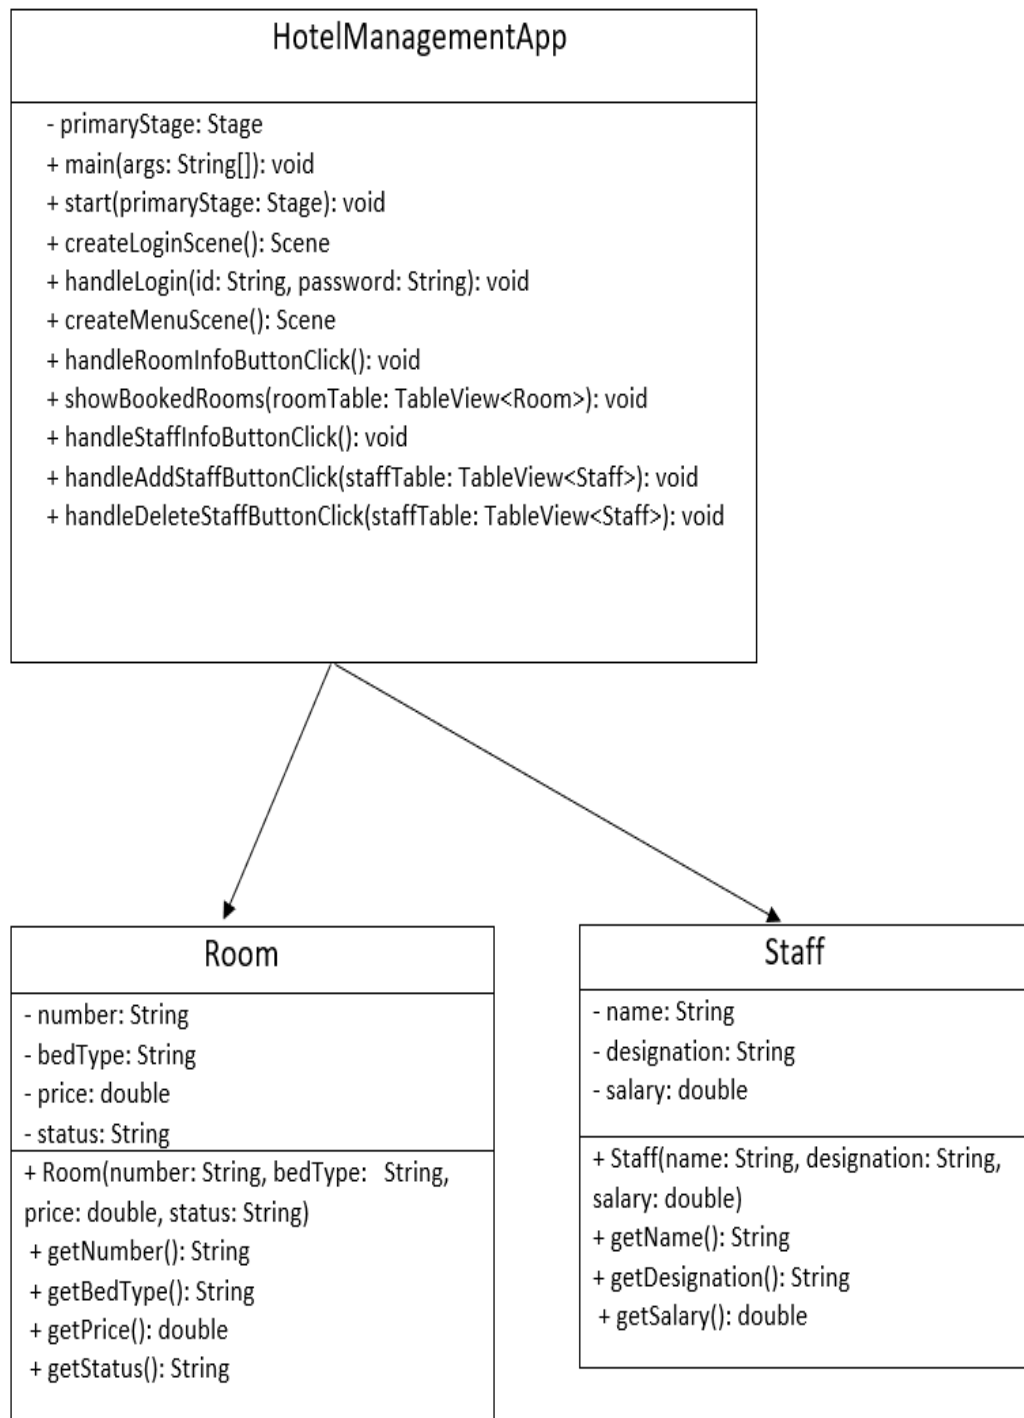 HotelManagementApp
- primaryStage: Stage
+ main(args: String[]): void
+ start(primaryStage: Stage): void
+ createLoginScene(): Scene
+ handleLogin(id: String, password: String): void
+ createMenuScene(): Scene
+ handleRoomInfoButtonClick(): void
+ showBookedRooms(roomTable: TableView<Room>): void
+ handleStaffInfoButtonClick(): void
+ handleAddStaffButtonClick(staffTable: TableView<Staff>): void
+ handleDeleteStaffButtonClick(staffTable: TableView<Staff>): void
Room
- number: String
- bedType: String
- price: double
- status: String
+ Room(number: String, bedType: String,
price: double, status: String)
+ getNumber(): String
+ getBedType(): String
+ getPrice(): double
+ getStatus(): String
Staff
- name: String
- designation: String
- salary: double
+ Staff(name: String, designation: String,
salary: double)
+ getName(): String
+ getDesignation(): String
+ getSalary(): double